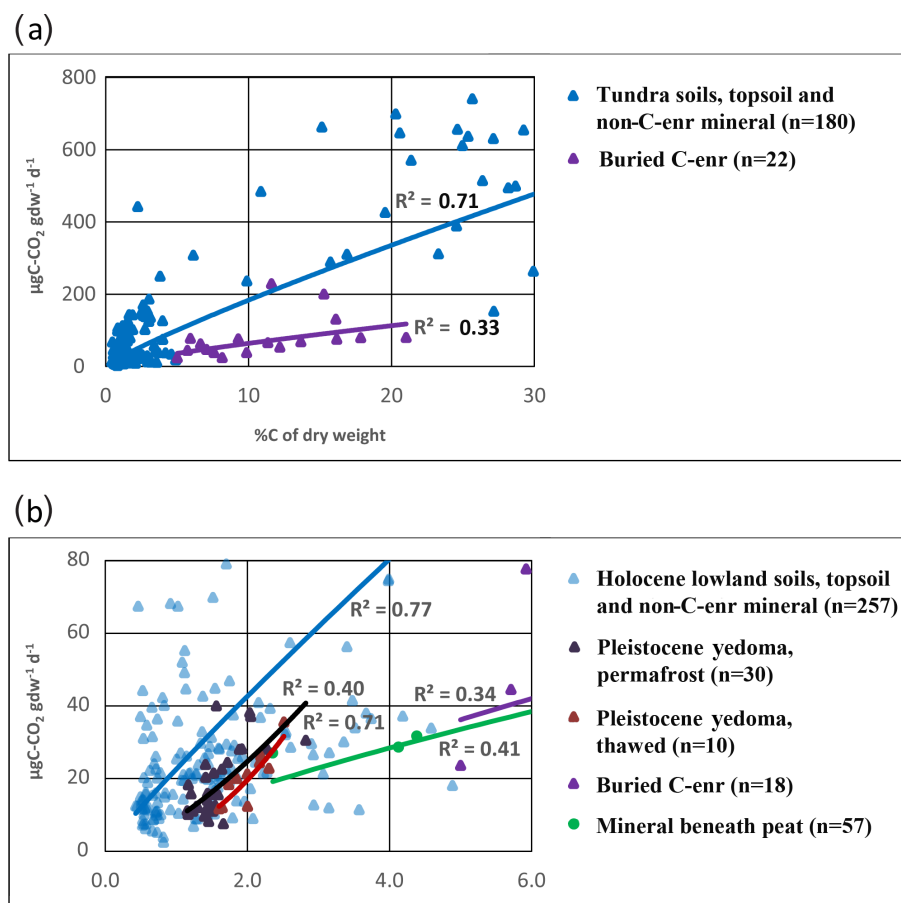 (a)
800
600
400
200
0
µgC-CO₂ gdw⁻¹ d⁻¹
R² = 0.71
R² = 0.33
0 10 20 30
%C of dry weight
Tundra soils, topsoil and
non-C-enr mineral (n=180)
Buried C-enr (n=22)
(b)
80
60
40
20
0
µgC-CO₂ gdw⁻¹ d⁻¹
R² = 0.77
R² = 0.40
R² = 0.71
R² = 0.34
R² = 0.41
0.0 2.0 4.0 6.0
Holocene lowland soils, topsoil
and non-C-enr mineral (n=257)
Pleistocene yedoma,
permafrost (n=30)
Pleistocene yedoma,
thawed (n=10)
Buried C-enr (n=18)
Mineral beneath peat (n=57)